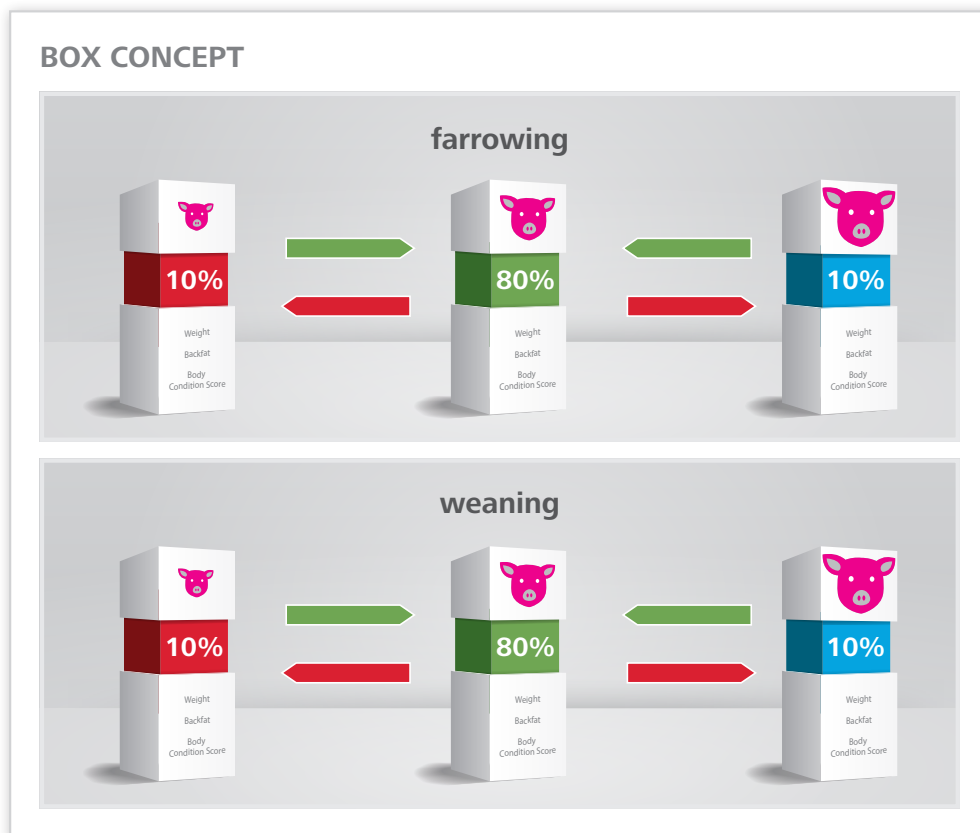 BOX CONCEPT
farrowing
10%
80%
10%
Weight
Backfat
Body
Condition Score
Weight
Backfat
Body
Condition Score
Weight
Backfat
Body
Condition Score
weaning
10%
80%
10%
Weight
Backfat
Body
Condition Score
Weight
Backfat
Body
Condition Score
Weight
Backfat
Body
Condition Score